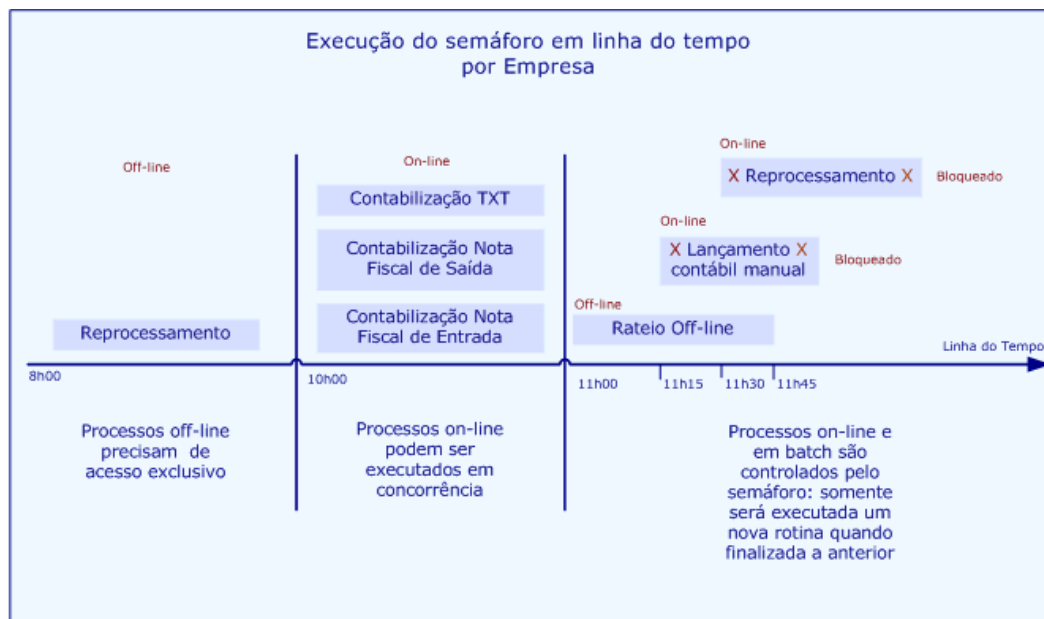 Execução do semáforo em linha do tempo
por Empresa
Off-line
Reprocessamento
On-line
Contabilização TXT
Contabilização Nota
Fiscal de Saída
Contabilização Nota
Fiscal de Entrada
On-line
X Reprocessamento X
Bloqueado
On-line
X Lançamento X
contábil manual
Bloqueado
Off-line
Rateio Off-line
Linha do Tempo
8h00
10h00
11h00
11h15
11h30
11h45
Processos off-line
precisam de
acesso exclusivo
Processos on-line
podem ser
executados em
concorrência
Processos on-line e
em batch são
controlados pelo
semáforo: somente
será executada um
nova rotina quando
finalizada a anterior